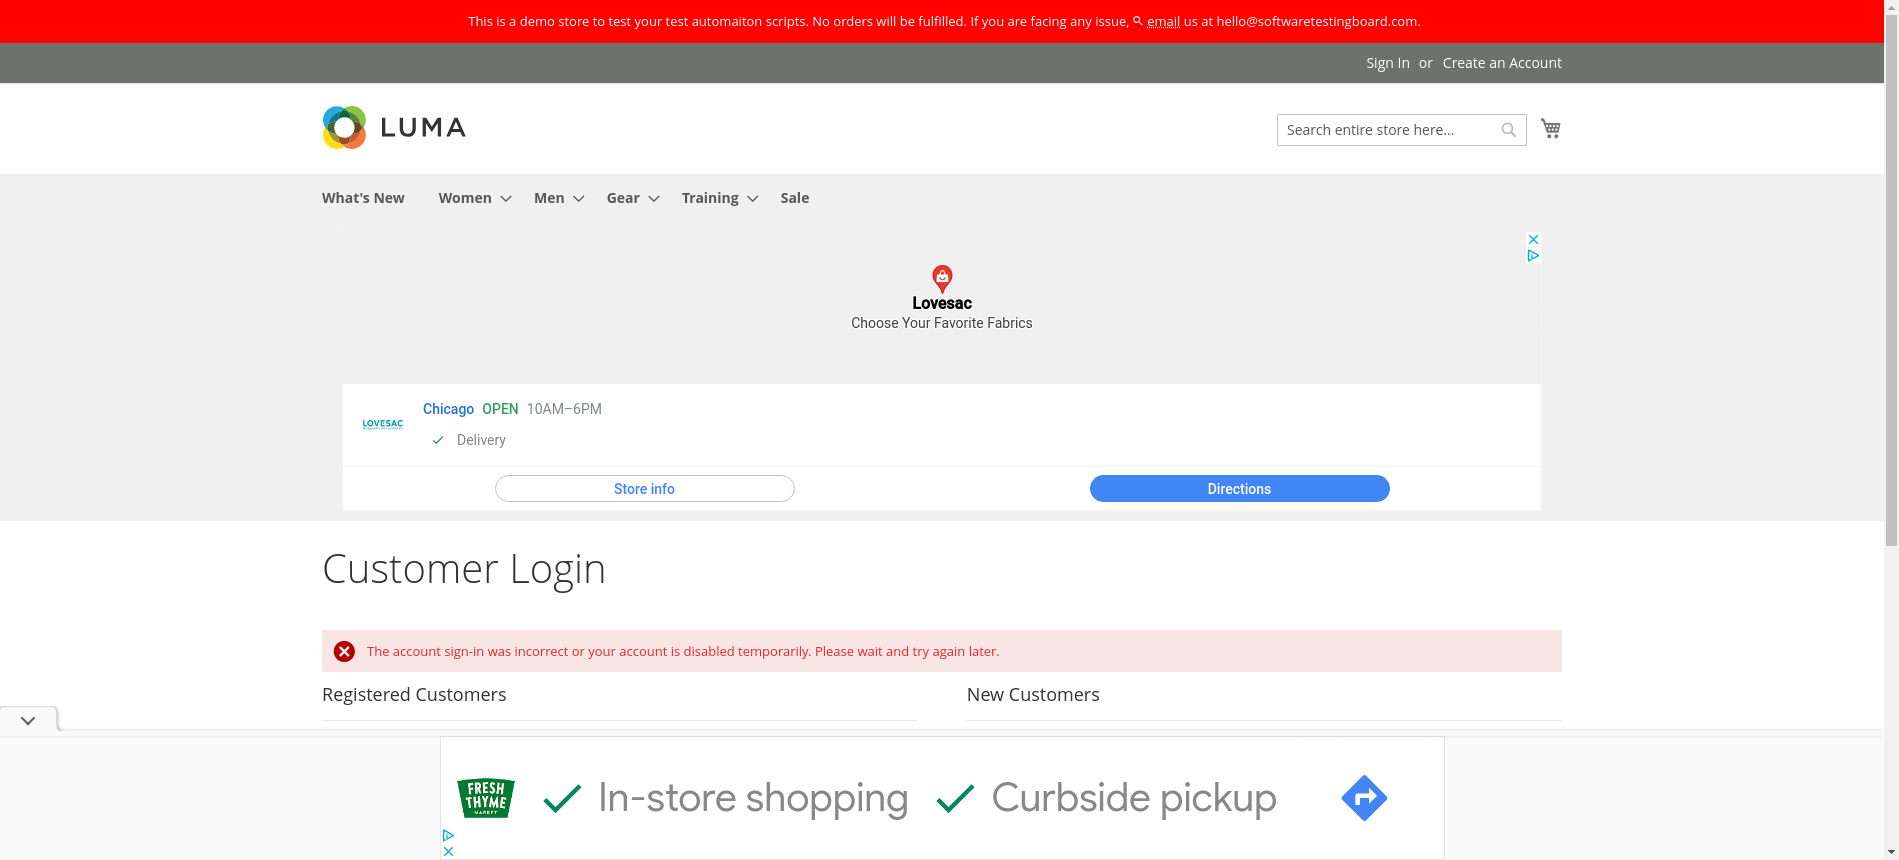 This is a demo store to test your test automaiton scripts. No orders will be fulfilled. If you are facing any issue, email us at hello@softwaretestingboard.com.
Sign In or Create an Account
LUMA
Search entire store here...
What's New Women Men Gear Training Sale
Lovesac
Choose Your Favorite Fabrics
Chicago OPEN 10AM–6PM
LOVESAC
Delivery
Store info Directions
Customer Login
The account sign-in was incorrect or your account is disabled temporarily. Please wait and try again later.
Registered Customers New Customers
FRESH
THYME
MARKET
In-store shopping Curbside pickup